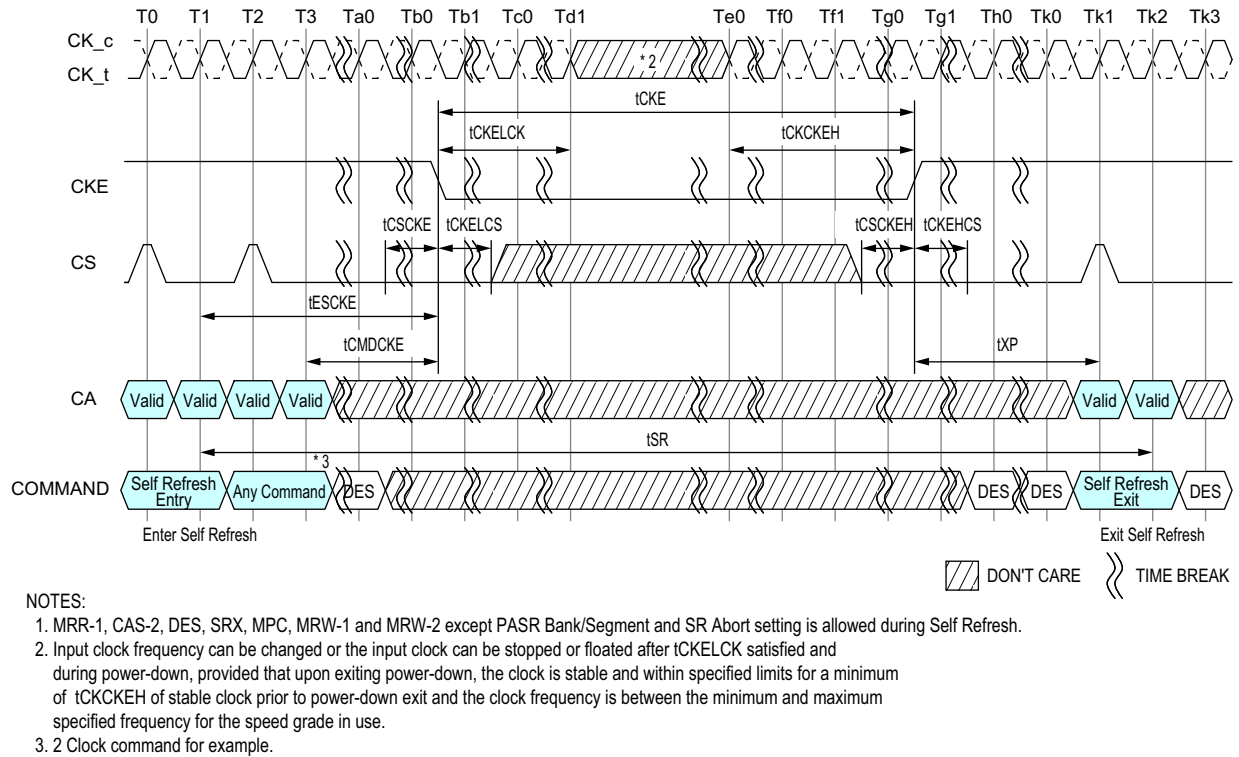 T0 T1 T2 T3 Ta0 Tb0 Tb1 Tc0 Td1 Te0 Tf0 Tf1 Tg0 Tg1 Th0 Tk0 Tk1 Tk2 Tk3
CK_c
CK_t
* 2
tCKE
tCKELCK tCKCKEH
CKE
tCSCKE tCKELCS tCSCKEH tCKEHCS
CS
tESCKE
tCMDCKE tXP
CA Valid Valid Valid Valid Valid Valid
tSR
* 3
COMMAND Self Refresh Entry Any Command DES DES DES Self Refresh Exit DES
Enter Self Refresh Exit Self Refresh
DON'T CARE TIME BREAK
NOTES:
1. MRR-1, CAS-2, DES, SRX, MPC, MRW-1 and MRW-2 except PASR Bank/Segment and SR Abort setting is allowed during Self Refresh.
2. Input clock frequency can be changed or the input clock can be stopped or floated after tCKELCK satisfied and
during power-down, provided that upon exiting power-down, the clock is stable and within specified limits for a minimum
of tCKCKEH of stable clock prior to power-down exit and the clock frequency is between the minimum and maximum
specified frequency for the speed grade in use.
3. 2 Clock command for example.